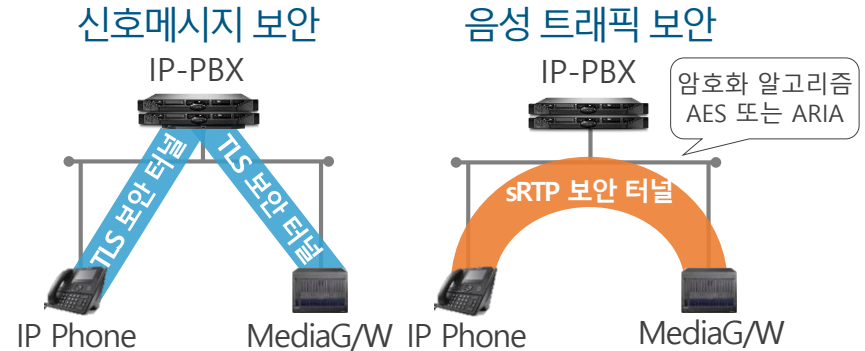 신호메시지 보안
IP-PBX
TLS 보안 터널
TLS 보안 터널
IP Phone
MediaG/W
음성 트래픽 보안
IP-PBX
암호화 알고리즘
AES 또는 ARIA
sRTP 보안 터널
IP Phone
MediaG/W